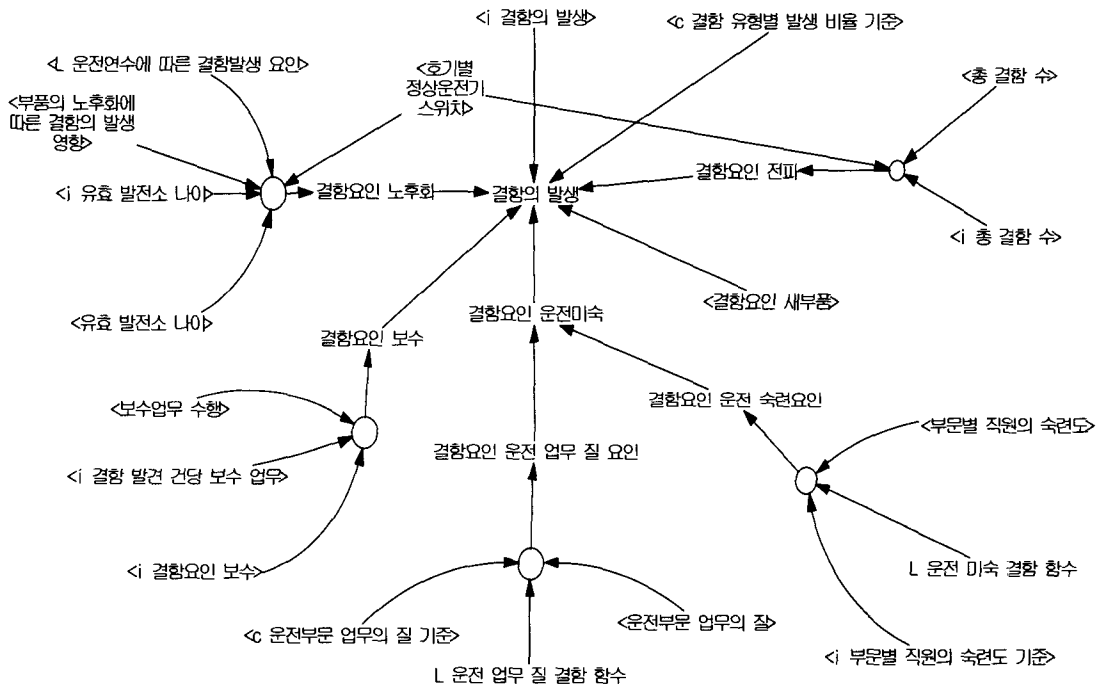 <i 결함의 발생>
<c 결함 유형별 발생 비율 기준>
<L 운전연수에 따른 결함발생 요인>
<호기별
정상운전기
스위치>
<총 결함 수>
<부품의 노후화에
따른 결함의 발생
영향>
결함요인 전파
<i 유효 발전소 나이>
결함요인 노후화
결함의 발생
<i 총 결함 수>
<결함요인 새부품>
<유효 발전소 나이>
결함요인 운전미숙
결함요인 보수
결함요인 운전 숙련요인
<보수업무 수행>
<부문별 직원의 숙련도>
결함요인 운전 업무 질 요인
<i 결함 발견 건당 보수 업무>
<i 결함요인 보수>
L 운전 미숙 결함 함수
<c 운전부문 업무의 질 기준>
<운전부문 업무의 질>
<i 부문별 직원의 숙련도 기준>
L 운전 업무 질 결함 함수